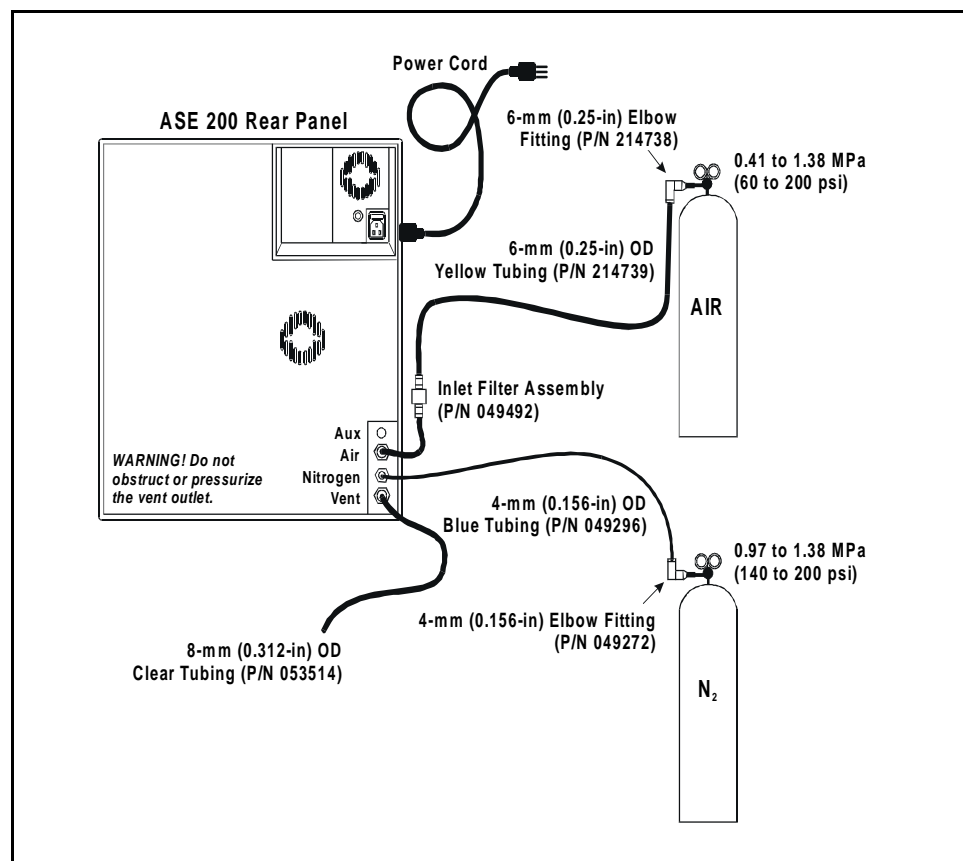 Power Cord
ASE 200 Rear Panel
6-mm (0.25-in) Elbow
Fitting (P/N 214738)
0.41 to 1.38 MPa
(60 to 200 psi)
6-mm (0.25-in) OD
Yellow Tubing (P/N 214739)
AIR
Inlet Filter Assembly
(P/N 049492)
Aux
Air
Nitrogen
Vent
WARNING! Do not
obstruct or pressurize
the vent outlet.
4-mm (0.156-in) OD
Blue Tubing (P/N 049296)
0.97 to 1.38 MPa
(140 to 200 psi)
4-mm (0.156-in) Elbow Fitting
(P/N 049272)
8-mm (0.312-in) OD
Clear Tubing (P/N 053514)
N₂